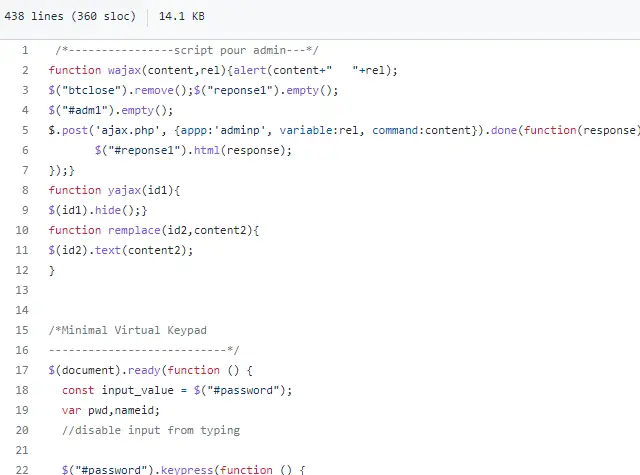 438 lines (360 sloc) 14.1 KB
1 /*----------------script pour admin---*/
2 function wajax(content,rel){alert(content+"   "+rel);
3 $("btclose").remove();$("reponse1").empty();
4 $("#adm1").empty();
5 $.post('ajax.php', {appp:'adminp', variable:rel, command:content}).done(function(response)
6 $("#reponse1").html(response);
7 });}
8 function yajax(id1){
9 $(id1).hide();}
10 function remplace(id2,content2){
11 $(id2).text(content2);
12 }
13
14
15 /*Minimal Virtual Keypad
16 ---------------------------*/
17 $(document).ready(function () {
18 const input_value = $("#password");
19 var pwd,nameid;
20 //disable input from typing
21
22 $("#password").keypress(function () {